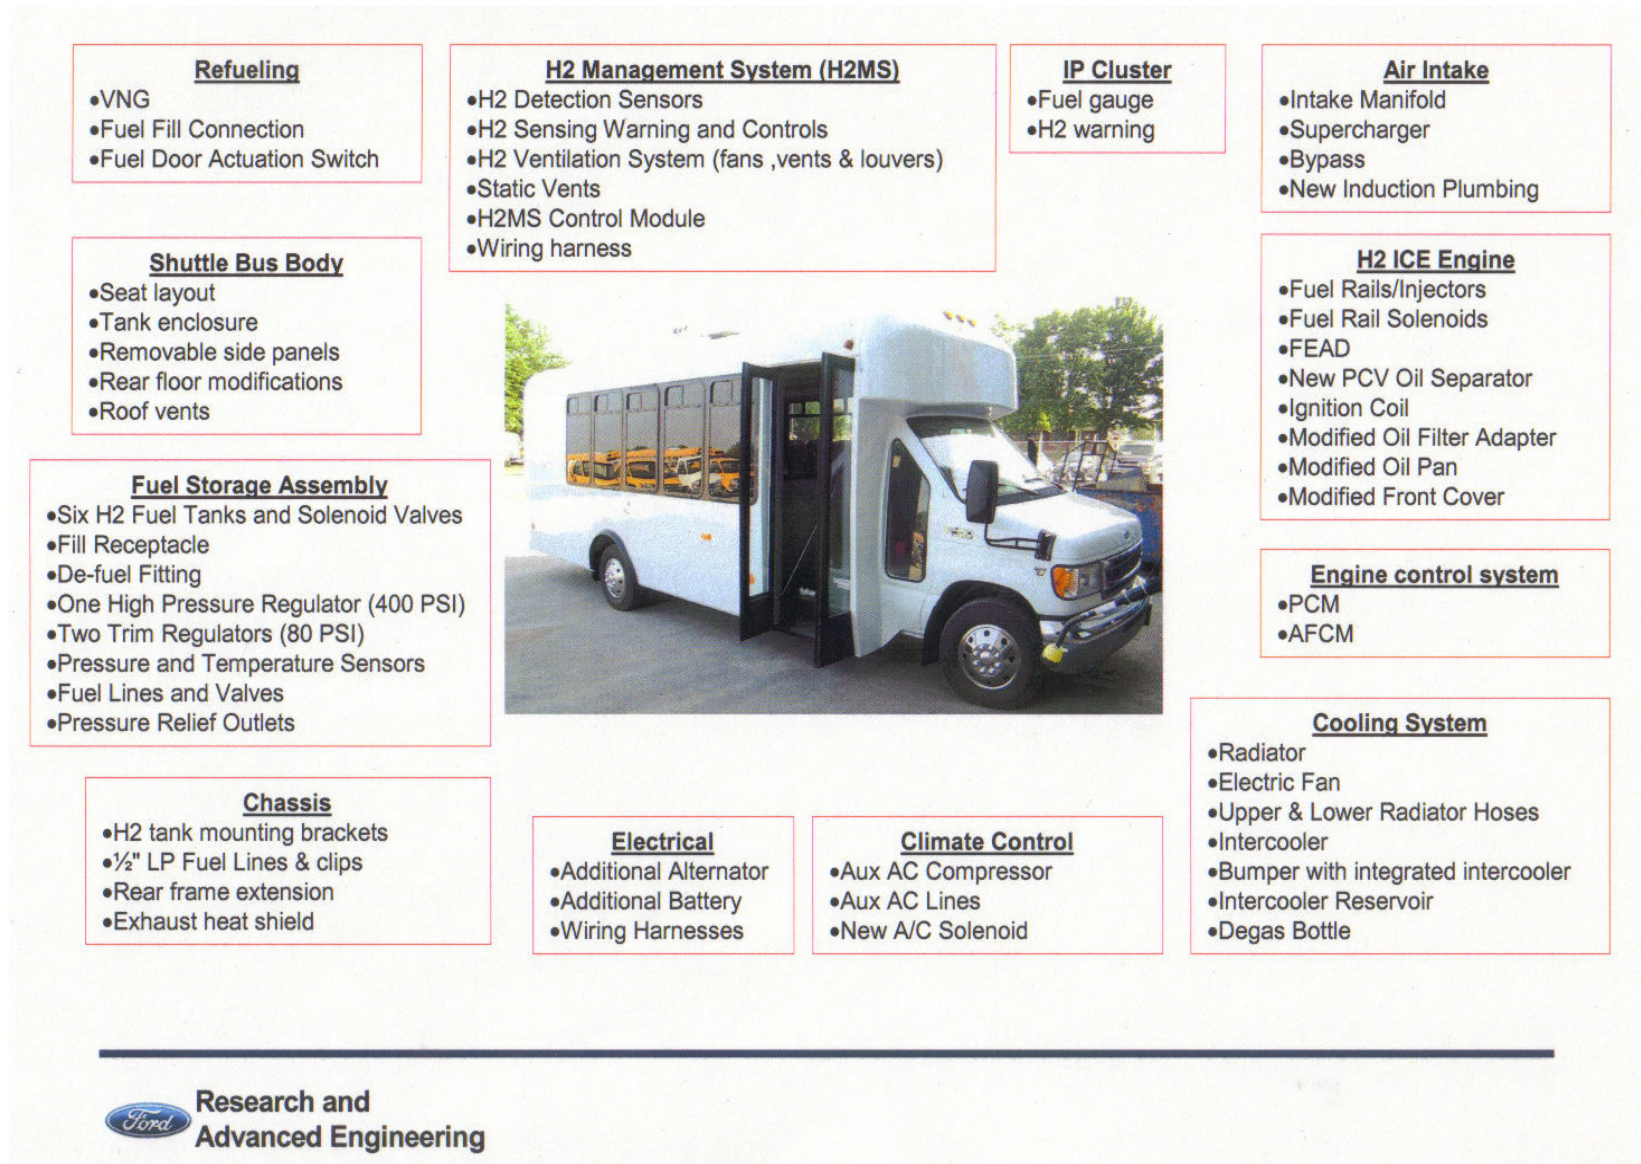 Refueling
•VNG
•Fuel Fill Connection
•Fuel Door Actuation Switch
H2 Management System (H2MS)
•H2 Detection Sensors
•H2 Sensing Warning and Controls
•H2 Ventilation System (fans ,vents & louvers)
•Static Vents
•H2MS Control Module
•Wiring harness
IP Cluster
•Fuel gauge
•H2 warning
Air Intake
•Intake Manifold
•Supercharger
•Bypass
•New Induction Plumbing
Shuttle Bus Body
•Seat layout
•Tank enclosure
•Removable side panels
•Rear floor modifications
•Roof vents
H2 ICE Engine
•Fuel Rails/Injectors
•Fuel Rail Solenoids
•FEAD
•New PCV Oil Separator
•Ignition Coil
•Modified Oil Filter Adapter
•Modified Oil Pan
•Modified Front Cover
Fuel Storage Assembly
•Six H2 Fuel Tanks and Solenoid Valves
•Fill Receptacle
•De-fuel Fitting
•One High Pressure Regulator (400 PSI)
•Two Trim Regulators (80 PSI)
•Pressure and Temperature Sensors
•Fuel Lines and Valves
•Pressure Relief Outlets
Engine control system
•PCM
•AFCM
Cooling System
•Radiator
•Electric Fan
•Upper & Lower Radiator Hoses
•Intercooler
•Bumper with integrated intercooler
•Intercooler Reservoir
•Degas Bottle
Chassis
•H2 tank mounting brackets
•½" LP Fuel Lines & clips
•Rear frame extension
•Exhaust heat shield
Electrical
•Additional Alternator
•Additional Battery
•Wiring Harnesses
Climate Control
•Aux AC Compressor
•Aux AC Lines
•New A/C Solenoid
Ford
Research and
Advanced Engineering